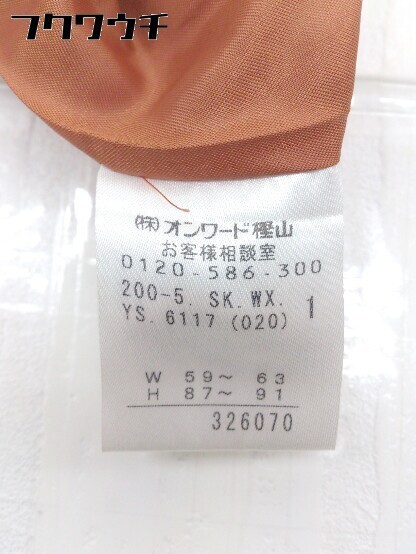 フクワウチ
(株)オンワード樫山
お客様相談室
0120-586-300
200-5. SK. WX.
YS. 6117 (020) 1
W 59～ 63
H 87～ 91
326070